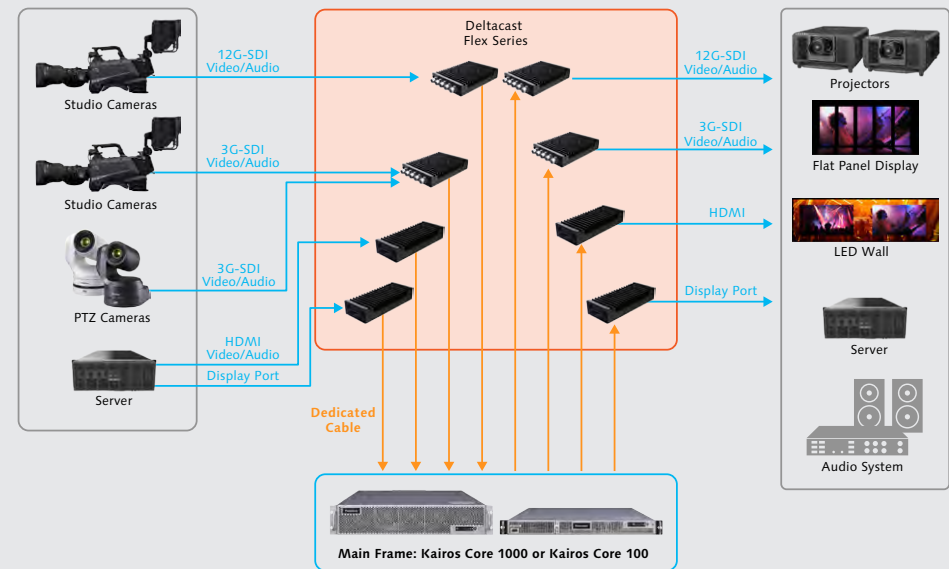 Deltacast
Flex Series
12G-SDI
Video/Audio
Studio Cameras
3G-SDI
Video/Audio
Studio Cameras
3G-SDI
Video/Audio
PTZ Cameras
HDMI
Video/Audio
Display Port
Server
12G-SDI
Video/Audio
Projectors
3G-SDI
Video/Audio
Flat Panel Display
HDMI
LED Wall
Display Port
Server
Audio System
Dedicated
Cable
Main Frame: Kairos Core 1000 or Kairos Core 100